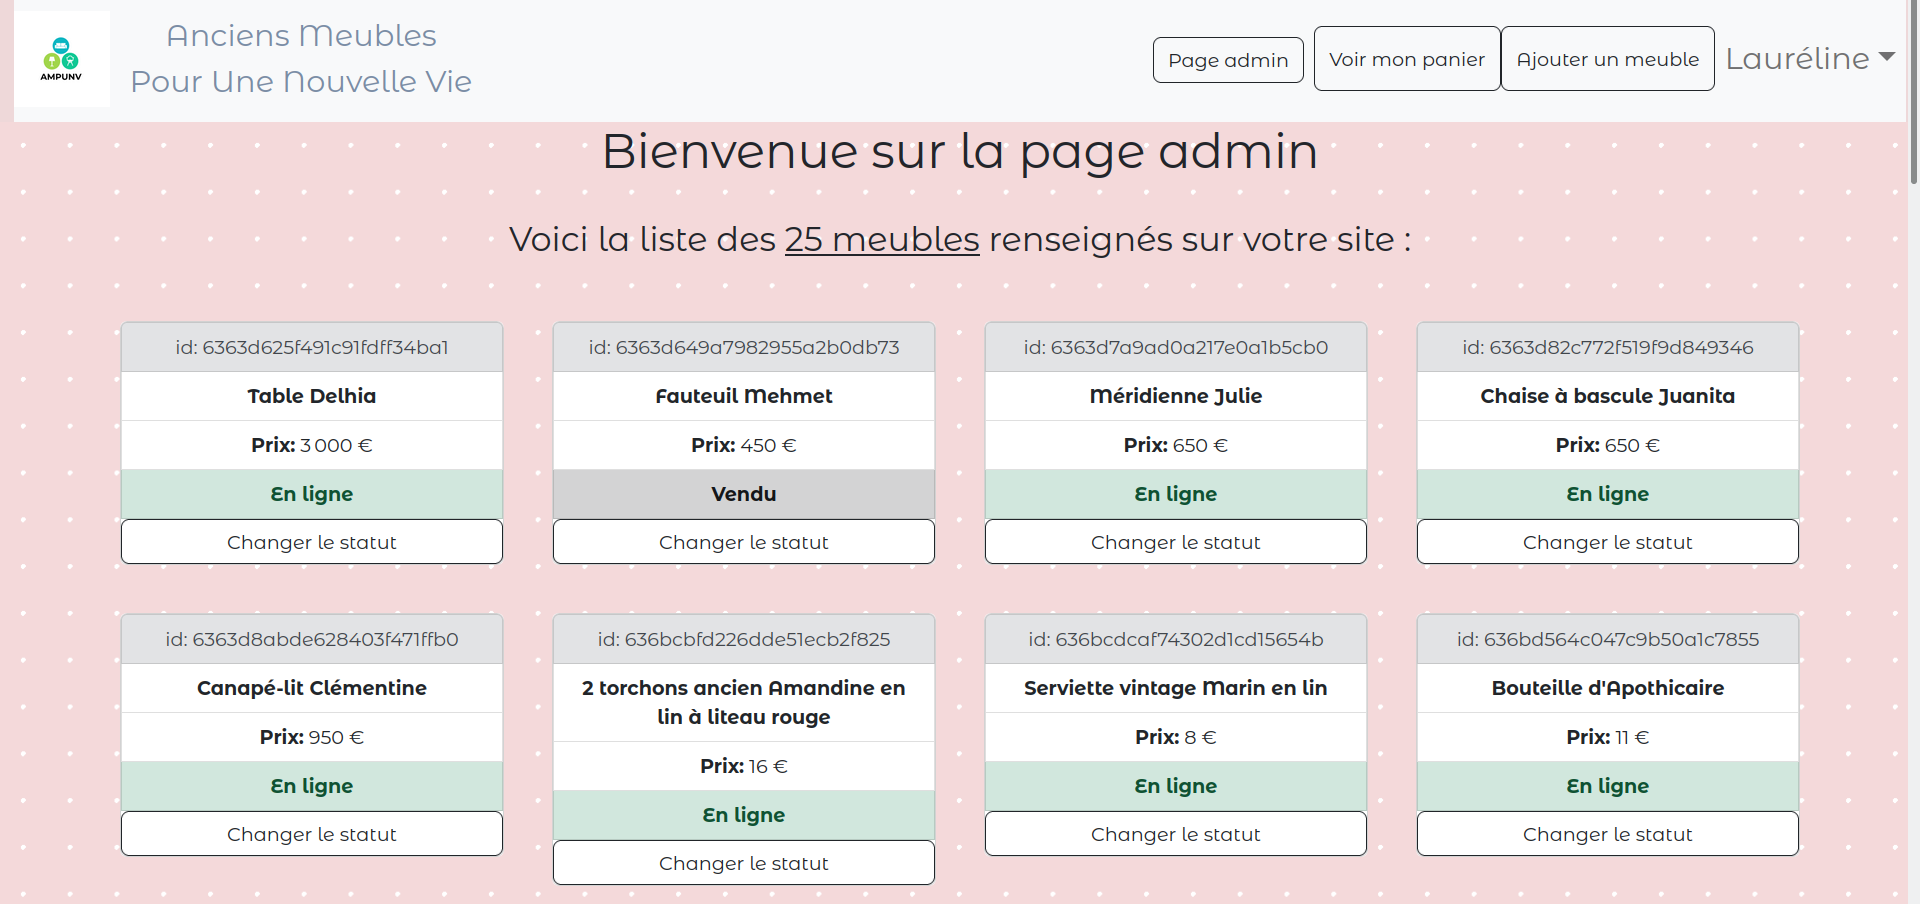 AMPUNV
Anciens Meubles
Pour Une Nouvelle Vie
Page admin
Voir mon panier
Ajouter un meuble
Lauréline
Bienvenue sur la page admin
Voici la liste des 25 meubles renseignés sur votre site :
id: 6363d625f491c91fdff34ba1
Table Delhia
Prix: 3 000 €
En ligne
Changer le statut
id: 6363d649a7982955a2b0db73
Fauteuil Mehmet
Prix: 450 €
Vendu
Changer le statut
id: 6363d7a9ad0a217e0a1b5cb0
Méridienne Julie
Prix: 650 €
En ligne
Changer le statut
id: 6363d82c772f519f9d849346
Chaise à bascule Juanita
Prix: 650 €
En ligne
Changer le statut
id: 6363d8abde628403f471ffb0
Canapé-lit Clémentine
Prix: 950 €
En ligne
Changer le statut
id: 636bcbfd226dde51ecb2f825
2 torchons ancien Amandine en
lin à liteau rouge
Prix: 16 €
En ligne
Changer le statut
id: 636bcdcaf74302d1cd15654b
Serviette vintage Marin en lin
Prix: 8 €
En ligne
Changer le statut
id: 636bd564c047c9b50a1c7855
Bouteille d'Apothicaire
Prix: 11 €
En ligne
Changer le statut